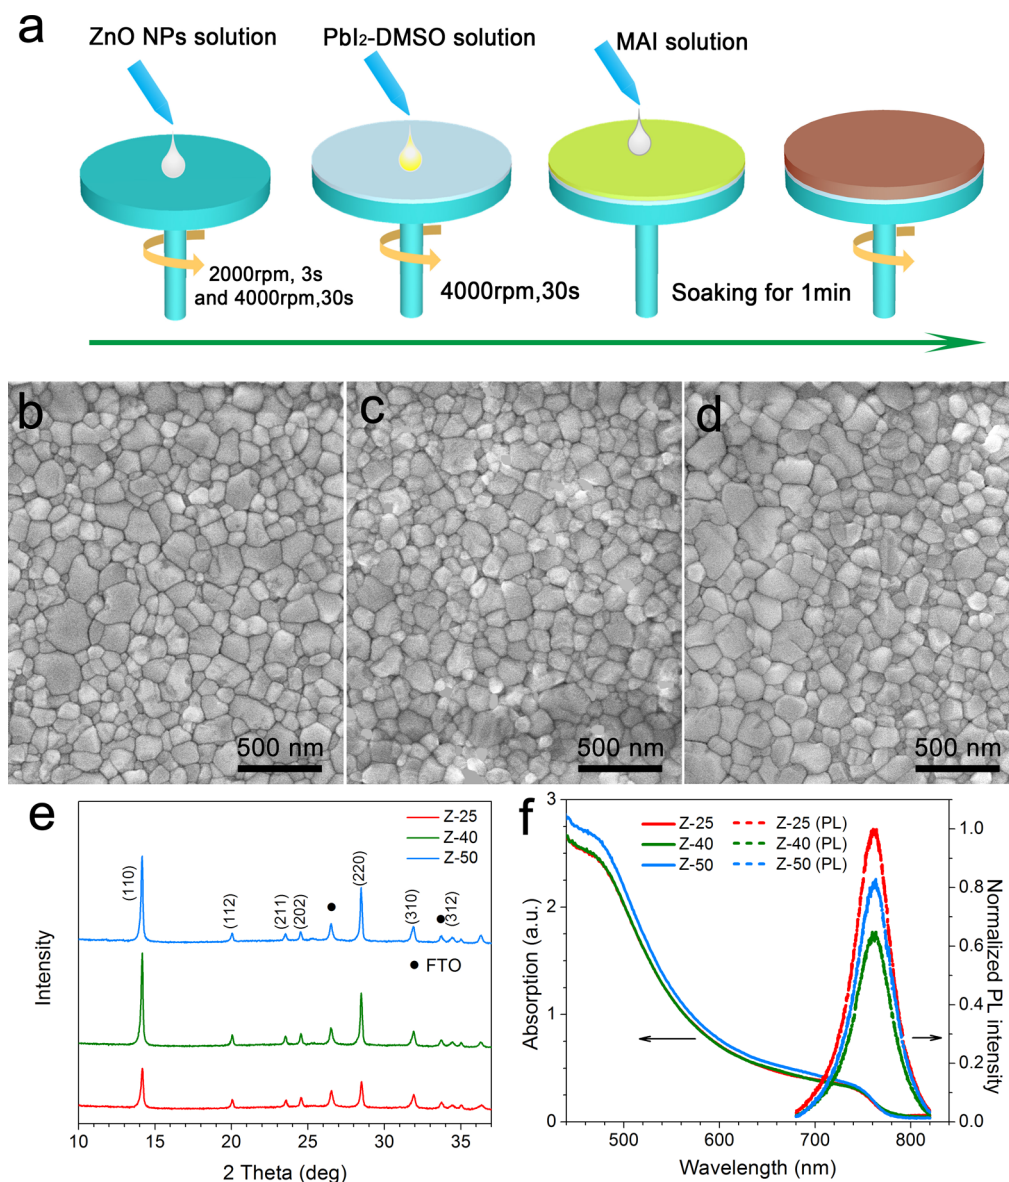 a
ZnO NPs solution
PbI₂-DMSO solution
MAI solution
2000rpm, 3s
and 4000rpm,30s
4000rpm,30s
Soaking for 1min
b
c
d
500 nm
500 nm
500 nm
e
Z-25
Z-40
Z-50
(110)
(112)
(211)
(202)
(220)
(310)
(312)
● FTO
Intensity
10 15 20 25 30 35
2 Theta (deg)
f
Z-25
Z-40
Z-50
Z-25 (PL)
Z-40 (PL)
Z-50 (PL)
3
2
1
0
Absorption (a.u.)
1.0
0.8
0.6
0.4
0.2
0.0
Normalized PL intensity
500 600 700 800
Wavelength (nm)